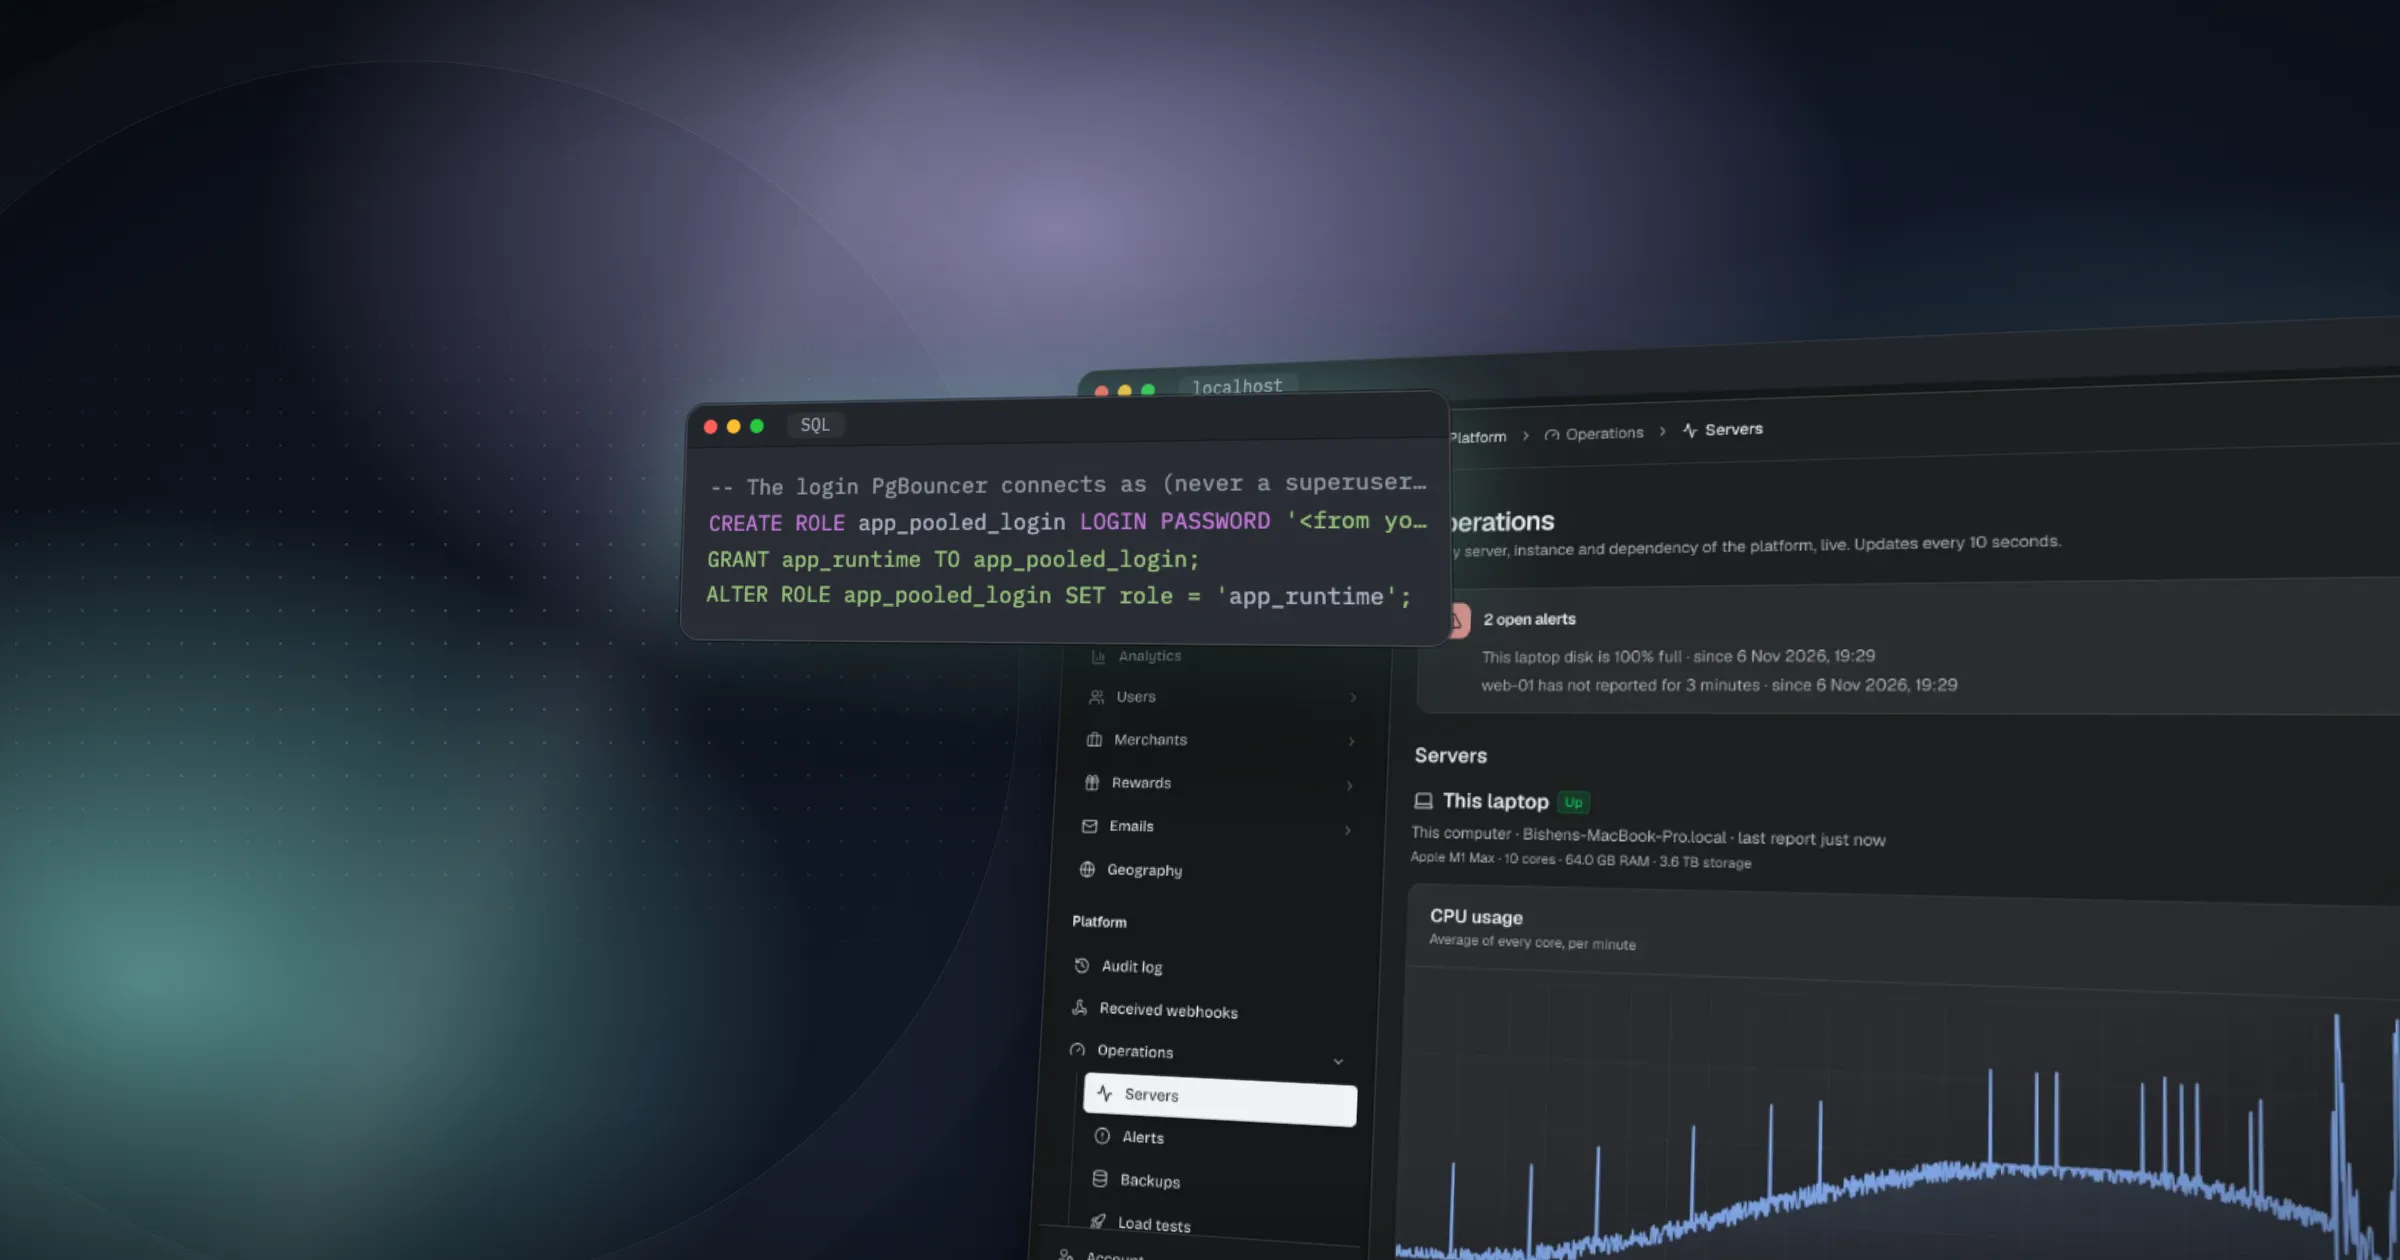 localhost
SQL
-- The login PgBouncer connects as (never a superuser…
CREATE ROLE app_pooled_login LOGIN PASSWORD '<from yo…
GRANT app_runtime TO app_pooled_login;
ALTER ROLE app_pooled_login SET role = 'app_runtime';
Platform > Operations > Servers
perations
y server, instance and dependency of the platform, live. Updates every 10 seconds.
2 open alerts
This laptop disk is 100% full · since 6 Nov 2026, 19:29
web-01 has not reported for 3 minutes · since 6 Nov 2026, 19:29
Analytics
Users
Merchants
Rewards
Emails
Geography
Platform
Audit log
Received webhooks
Operations
Servers
Alerts
Backups
Load tests
Account
Servers
This laptop Up
This computer · Bishens-MacBook-Pro.local · last report just now
Apple M1 Max · 10 cores · 64.0 GB RAM · 3.6 TB storage
CPU usage
Average of every core, per minute